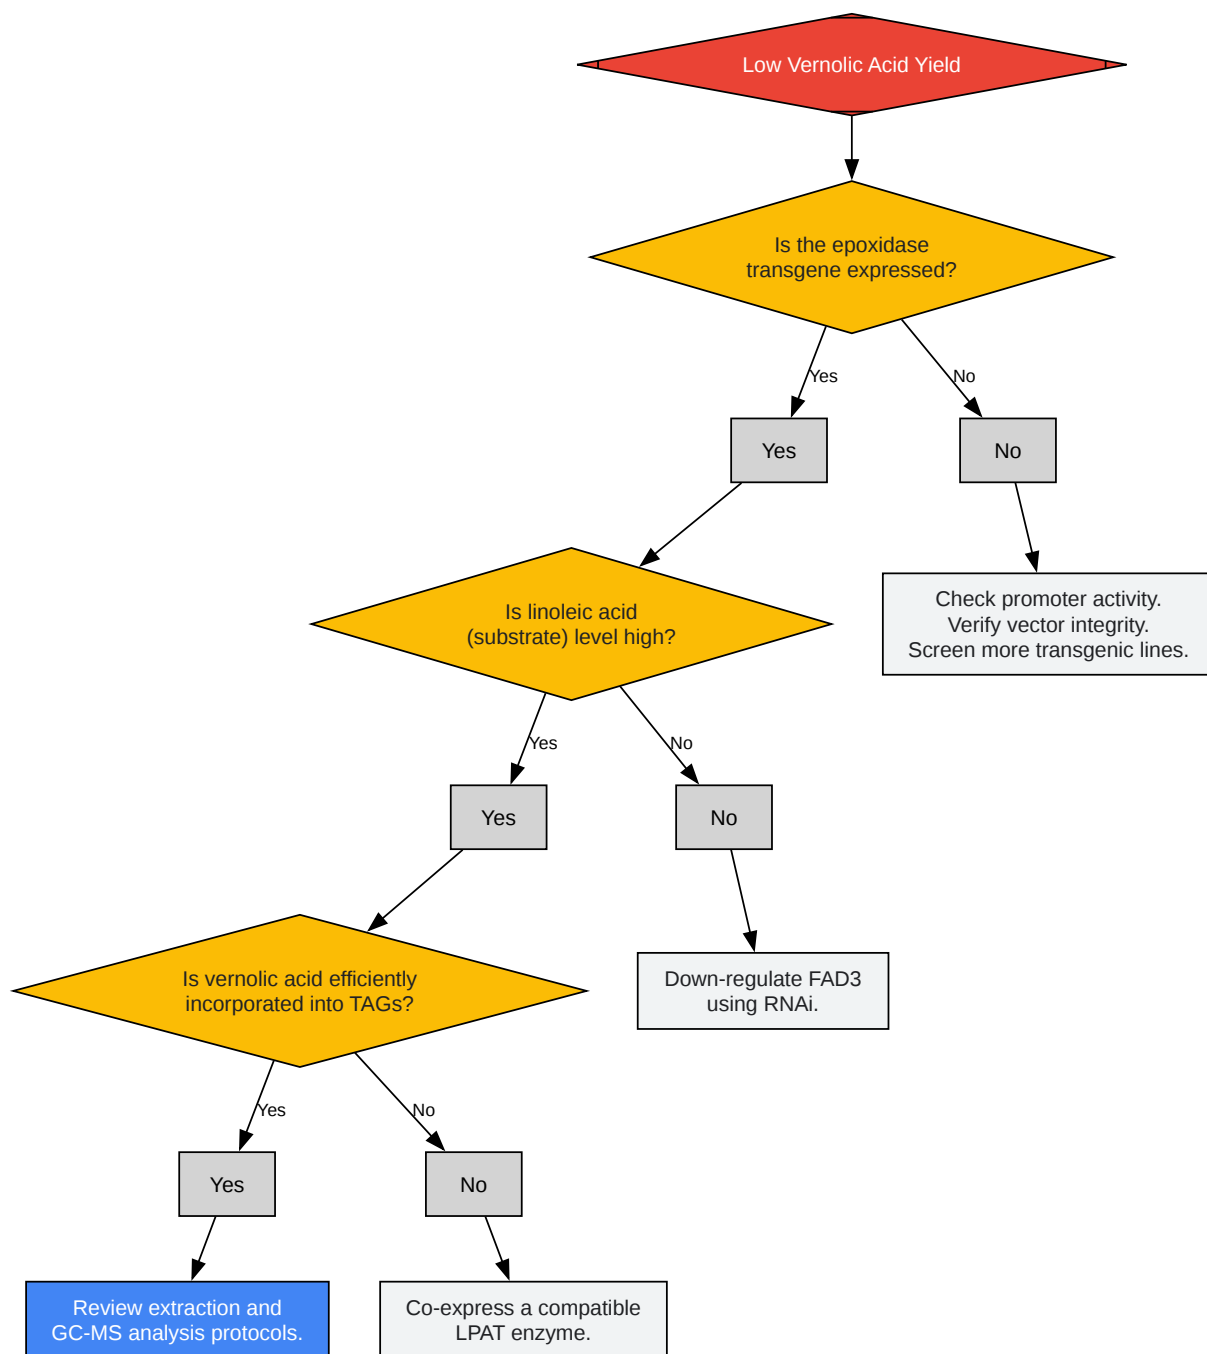 Low Vernolic Acid Yield
Is the epoxidase
transgene expressed?
Yes
No
Yes
No
Check promoter activity.
Verify vector integrity.
Screen more transgenic lines.
Is linoleic acid
(substrate) level high?
Yes
No
Yes
No
Down-regulate FAD3
using RNAi.
Is vernolic acid efficiently
incorporated into TAGs?
Yes
No
Yes
No
Review extraction and
GC-MS analysis protocols.
Co-express a compatible
LPAT enzyme.